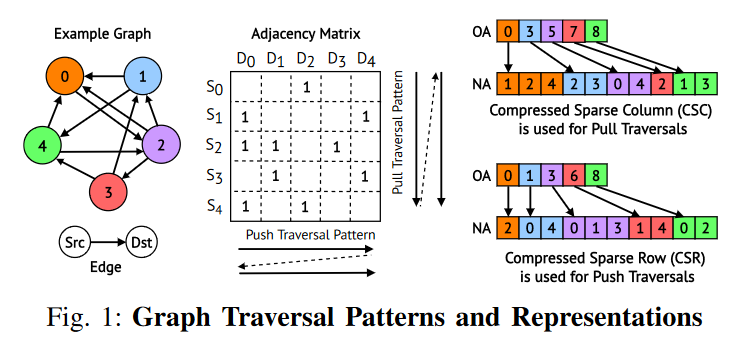 Example Graph
0
1
4
2
3
Src
Dst
Edge
Adjacency Matrix
D0 D1 D2 D3 D4
S0 1
S1 1 1
S2 1 1 1
S3 1 1
S4 1 1
Push Traversal Pattern
Pull Traversal Pattern
OA 0 3 5 7 8
NA 1 2 4 2 3 0 4 2 1 3
Compressed Sparse Column (CSC)
is used for Pull Traversals
OA 0 1 3 6 8
NA 2 0 4 0 1 3 1 4 0 2
Compressed Sparse Row (CSR)
is used for Push Traversals
Fig. 1: Graph Traversal Patterns and Representations